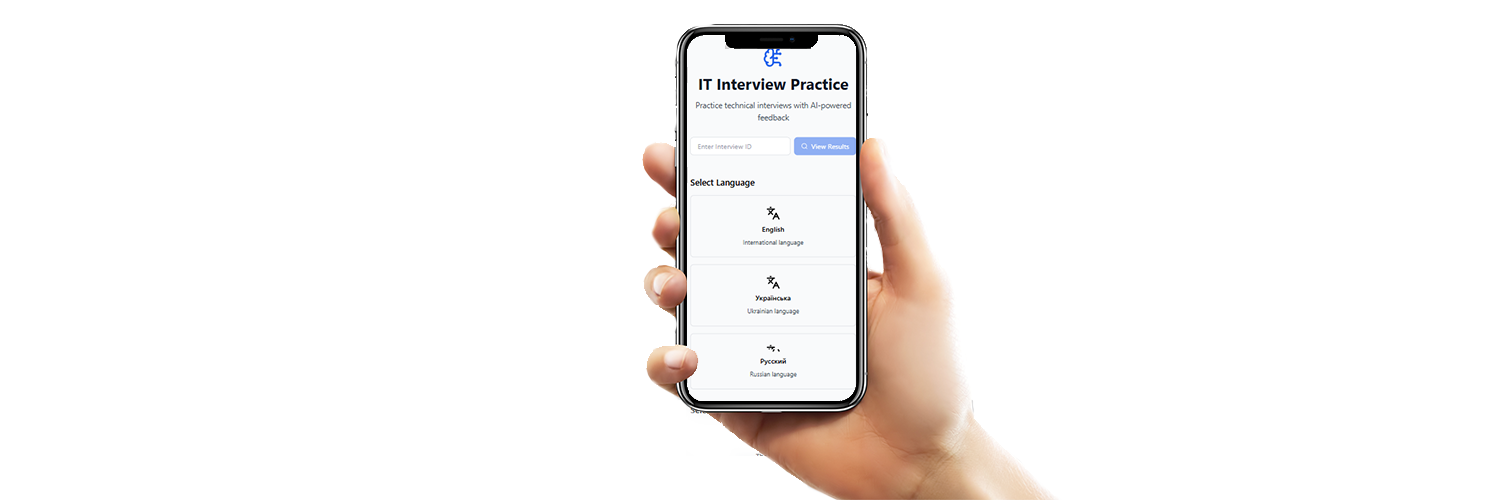 IT Interview Practice
Practice technical interviews with AI-powered
feedback
Enter Interview ID
View Results
Select Language
English
International language
Українська
Ukrainian language
Русский
Russian language